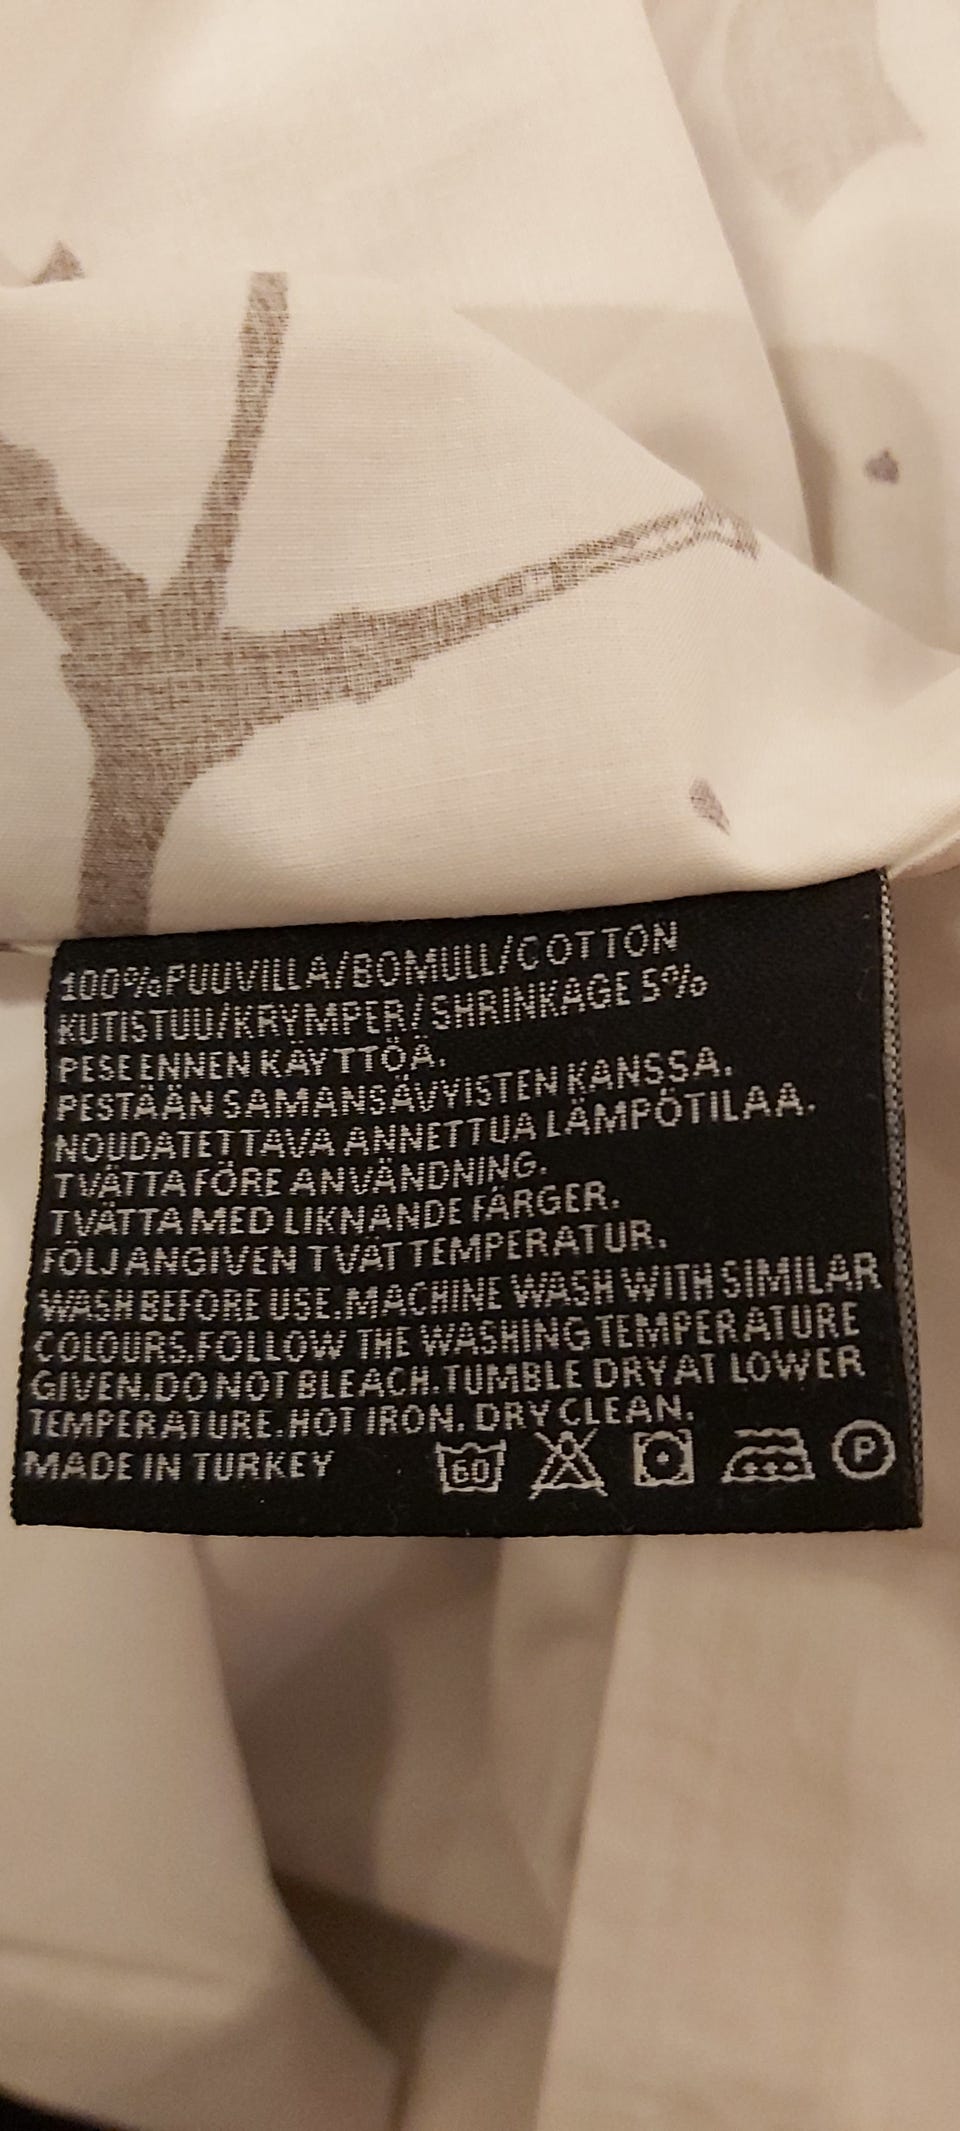 100%PUUVILLA/BOMULL/COTTON
KUTISTUU/KRYMPER/SHRINKAGE 5%
PESE ENNEN KÄYTTÖÄ.
PESTÄÄN SAMANSÄVYISTEN KANSSA.
NOUDATETTAVA ANNETTUA LÄMPÖTILAA.
TVÄTTA FÖRE ANVÄNDNING.
TVÄTTA MED LIKNANDE FÄRGER.
FÖLJ ANGIVEN TVÄTTEMPERATUR.
WASH BEFORE USE.MACHINE WASH WITH SIMILAR
COLOURS.FOLLOW THE WASHING TEMPERATURE
GIVEN.DO NOT BLEACH.TUMBLE DRY AT LOWER
TEMPERATURE.HOT IRON. DRY CLEAN.
MADE IN TURKEY 60 P